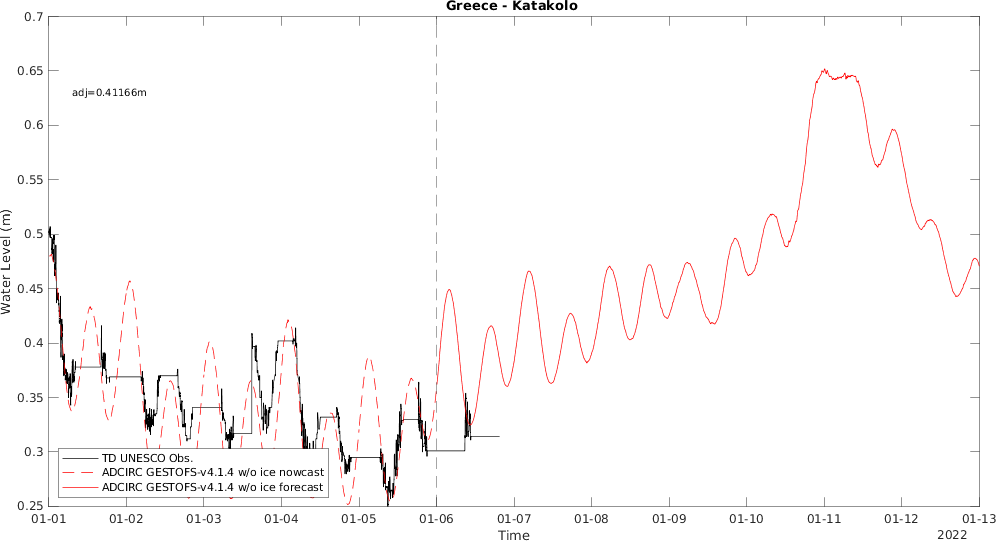 Greece - Katakolo
0.7
0.65
0.6
0.55
0.5
0.45
0.4
0.35
0.3
0.25
Water Level (m)
adj=0.41166m
TD UNESCO Obs.
ADCIRC GESTOFS-v4.1.4 w/o ice nowcast
ADCIRC GESTOFS-v4.1.4 w/o ice forecast
01-01 01-02 01-03 01-04 01-05 01-06 01-07 01-08 01-09 01-10 01-11 01-12 01-13
Time
2022